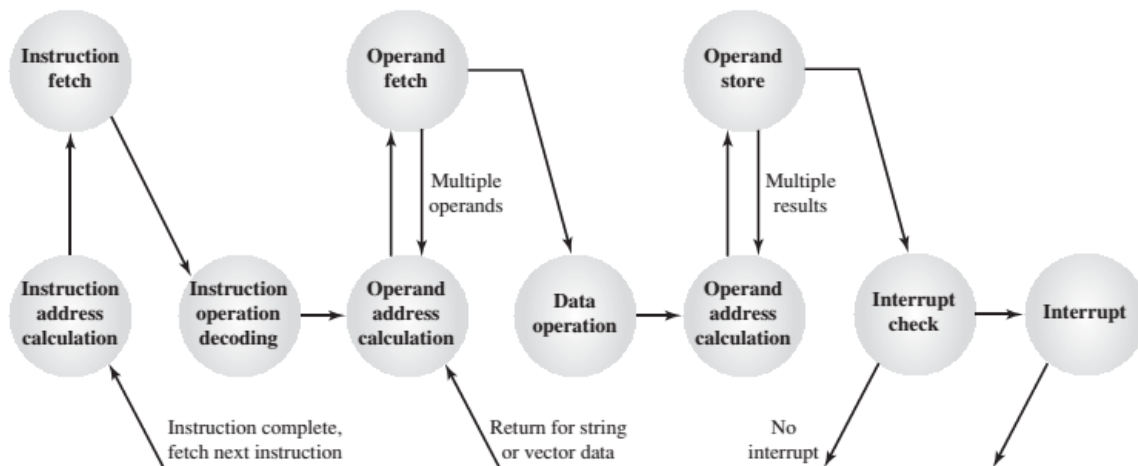 Instruction
fetch
Operand
fetch
Operand
store
Multiple
operands
Multiple
results
Instruction
address
calculation
Instruction
operation
decoding
Operand
address
calculation
Data
operation
Operand
address
calculation
Interrupt
check
Interrupt
Instruction complete,
fetch next instruction
Return for string
or vector data
No
interrupt